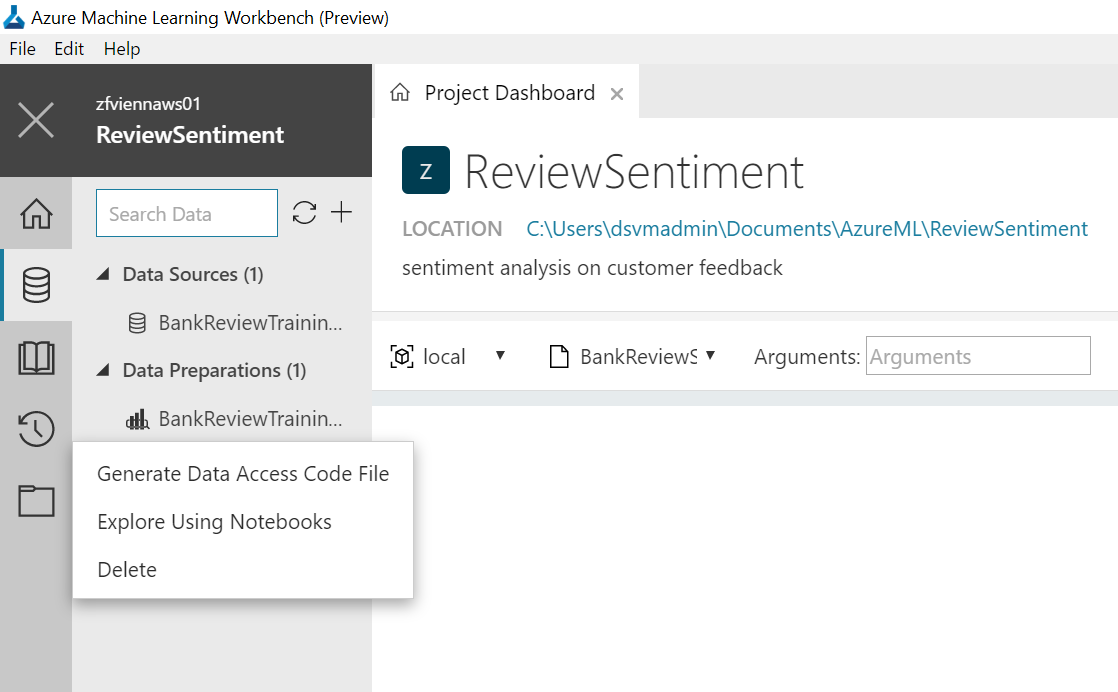 Azure Machine Learning Workbench (Preview)
File Edit Help
zfviennaws01
ReviewSentiment
Search Data
Data Sources (1)
BankReviewTrainin...
Data Preparations (1)
BankReviewTrainin...
Generate Data Access Code File
Explore Using Notebooks
Delete
Project Dashboard
Z ReviewSentiment
LOCATION C:\Users\dsvmadmin\Documents\AzureML\ReviewSentiment
sentiment analysis on customer feedback
local BankReviewS Arguments: Arguments